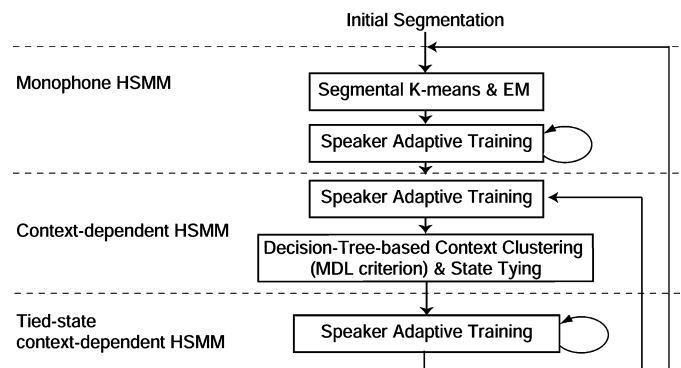 Initial Segmentation
Monophone HSMM
Segmental K-means & EM
Speaker Adaptive Training
Speaker Adaptive Training
Context-dependent HSMM
Decision-Tree-based Context Clustering
(MDL criterion) & State Tying
Tied-state
context-dependent HSMM
Speaker Adaptive Training